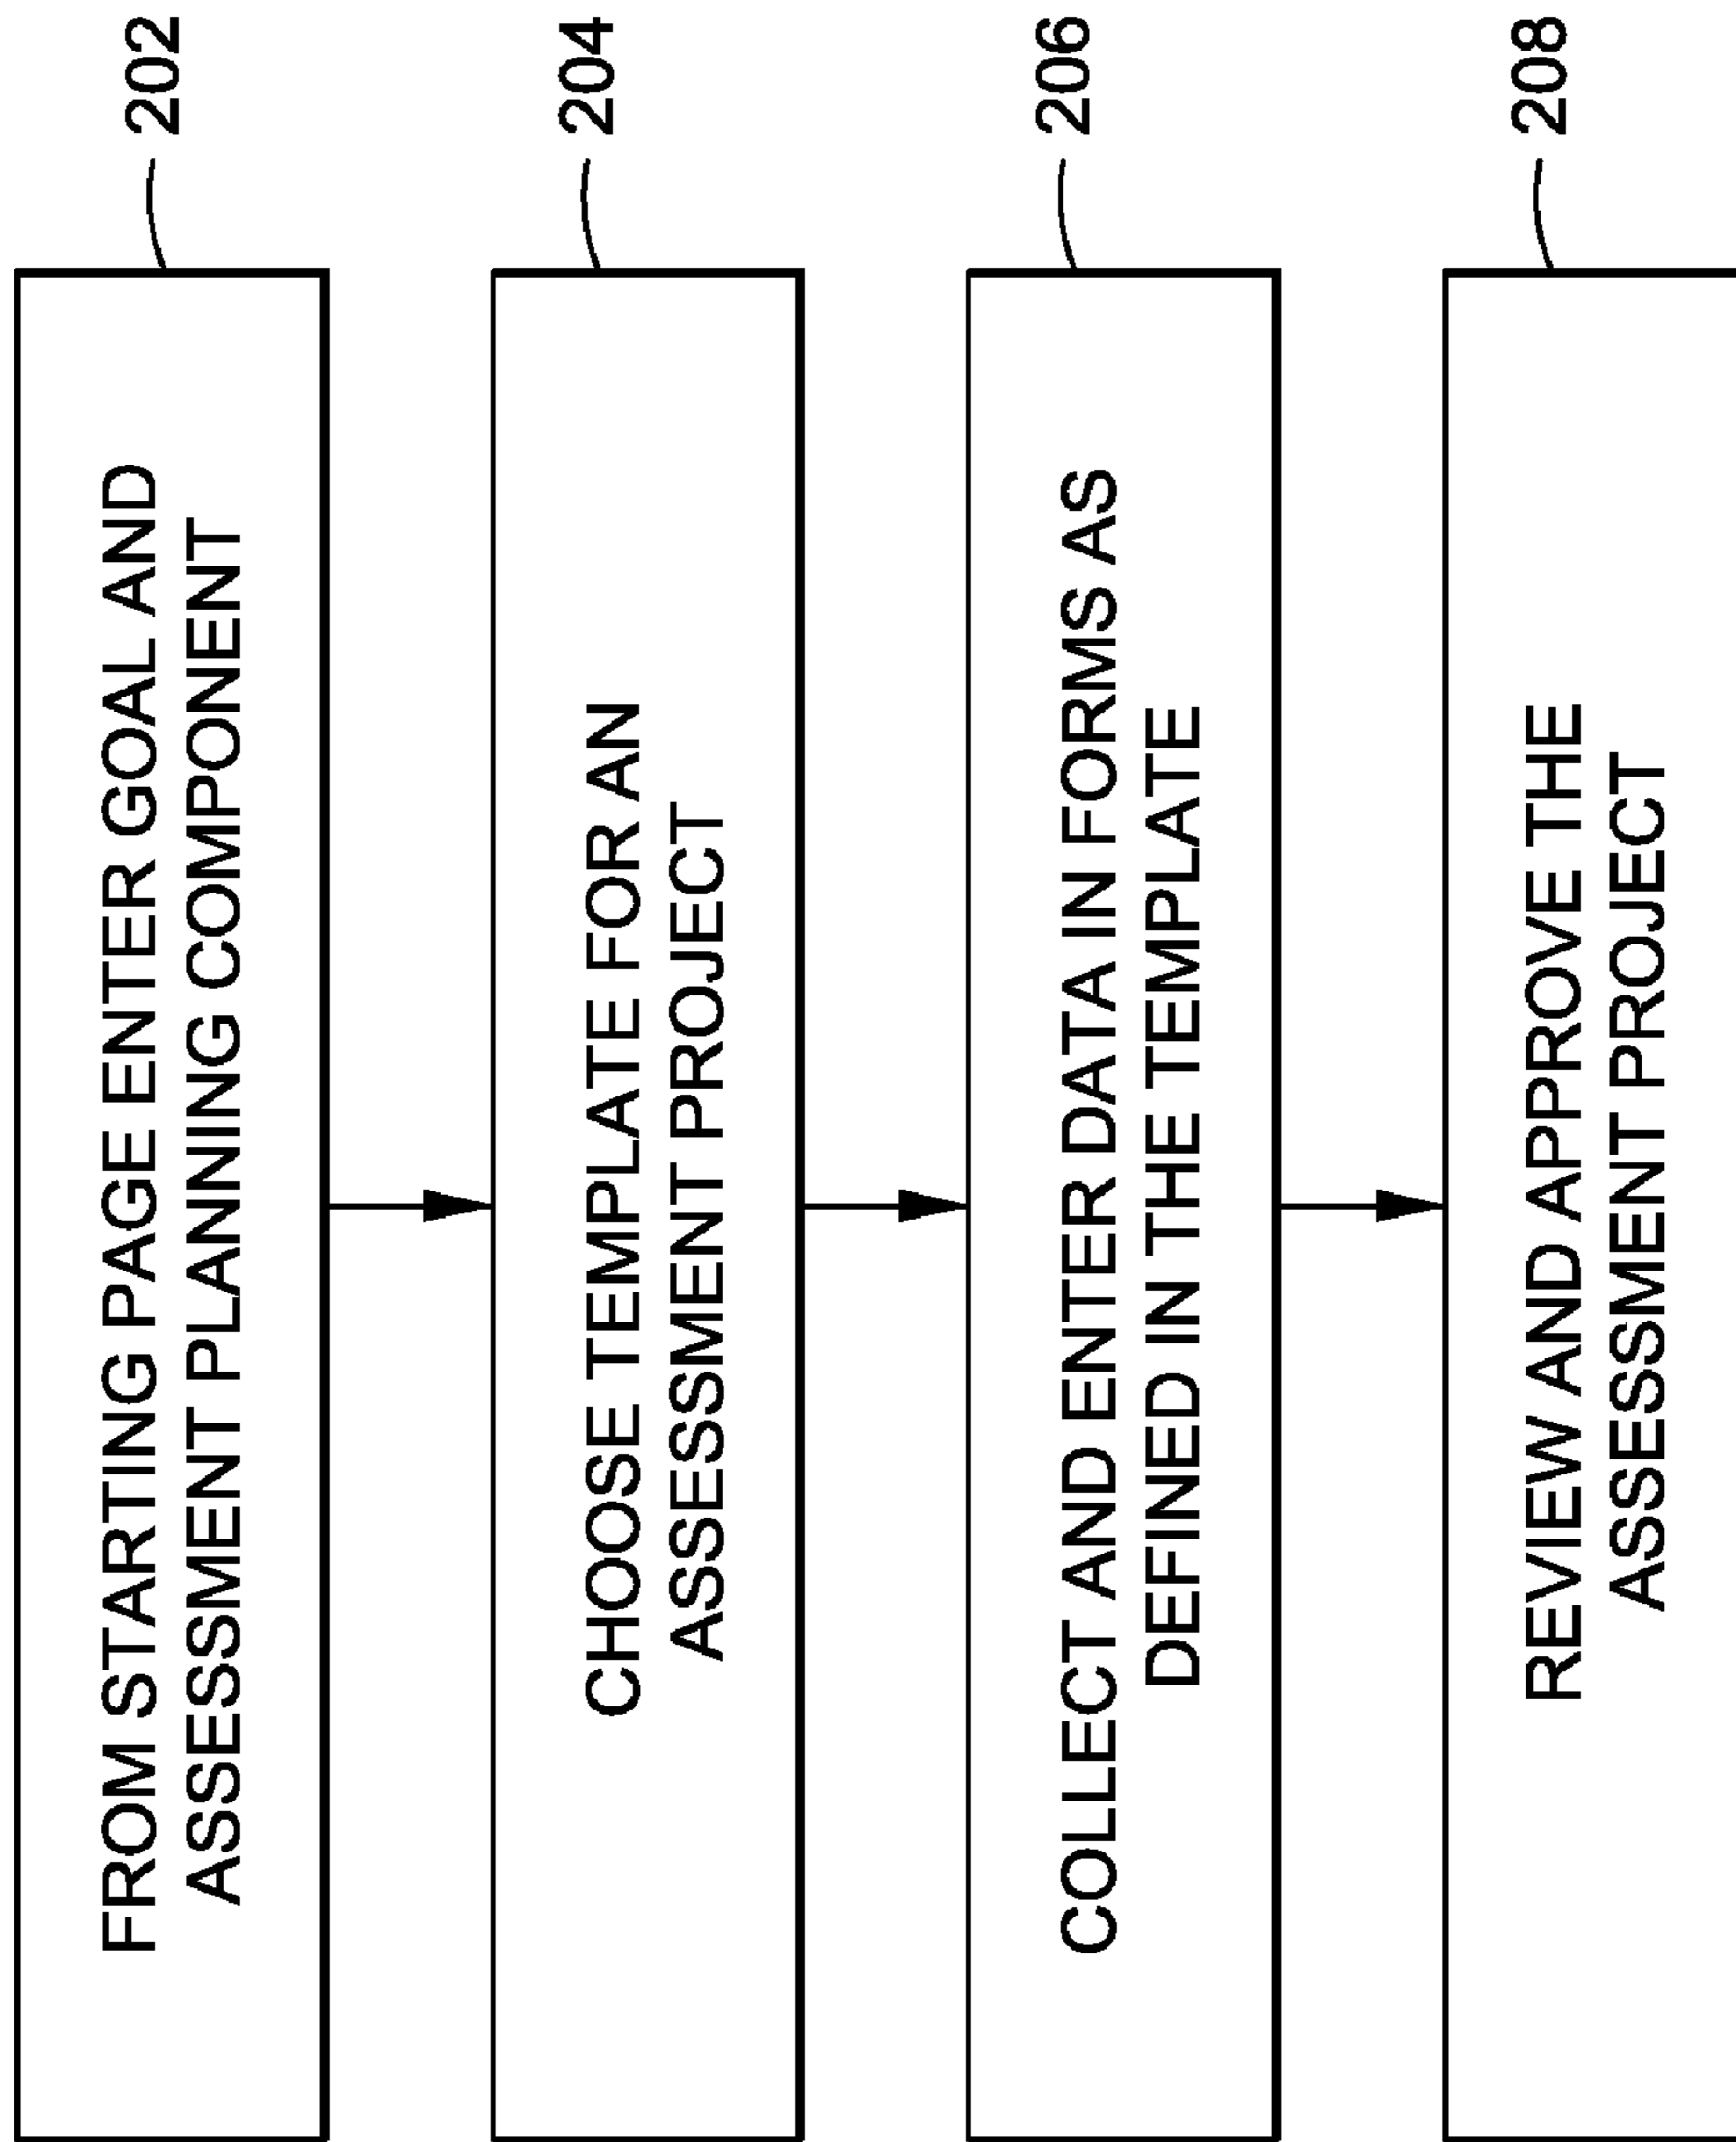 FROM STARTING PAGE ENTER GOAL AND
ASSESSMENT PLANNING COMPONENT
202
CHOOSE TEMPLATE FOR AN
ASSESSMENT PROJECT
204
COLLECT AND ENTER DATA IN FORMS AS
DEFINED IN THE TEMPLATE
206
REVIEW AND APPROVE THE
ASSESSMENT PROJECT
208